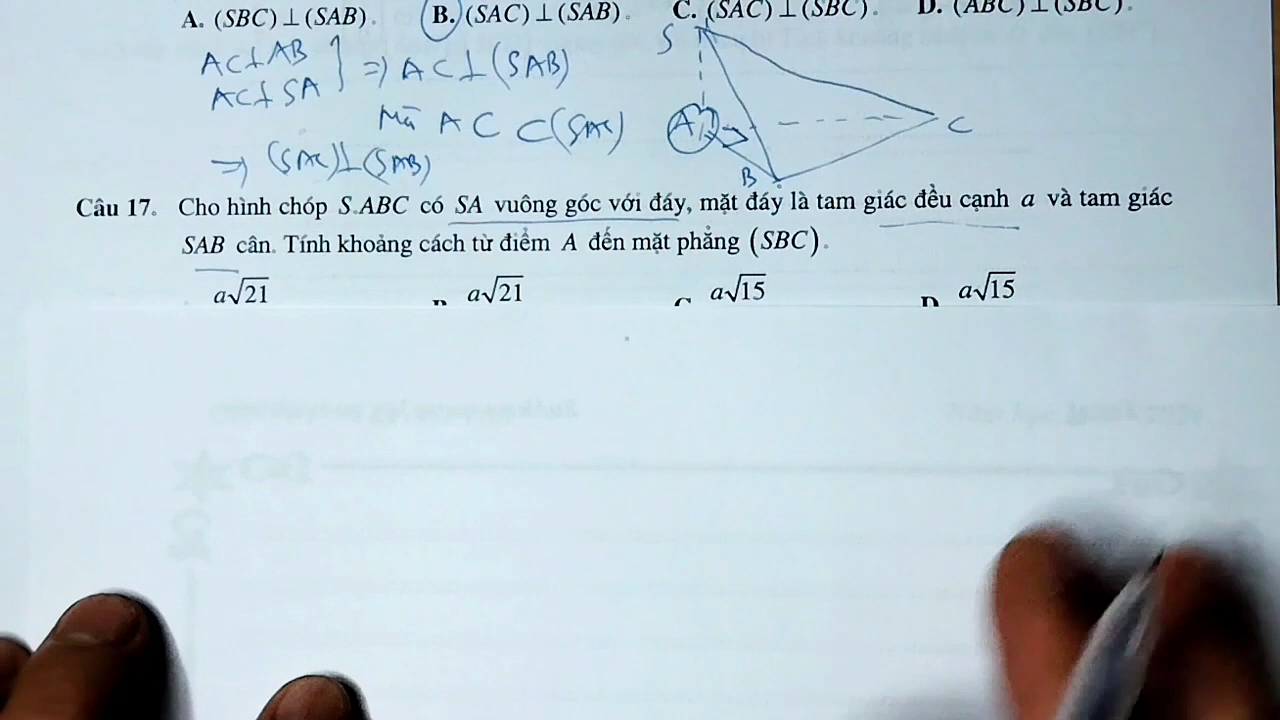 A. (SBC) ⊥ (SAB). B. (SAC) ⊥ (SAB). C. (SAC) ⊥ (SBC). D. (ABC) ⊥ (SBC).
AC ⊥ AB
AC ⊥ SA } => AC ⊥ (SAB)
Mà AC ⊂ (SAC)
=> (SAC) ⊥ (SAB)
S
A
B
C
Câu 17. Cho hình chóp S.ABC có SA vuông góc với đáy, mặt đáy là tam giác đều cạnh a và tam giác
SAB cân. Tính khoảng cách từ điểm A đến mặt phẳng (SBC).
a√21 a√21 a√15 a√15